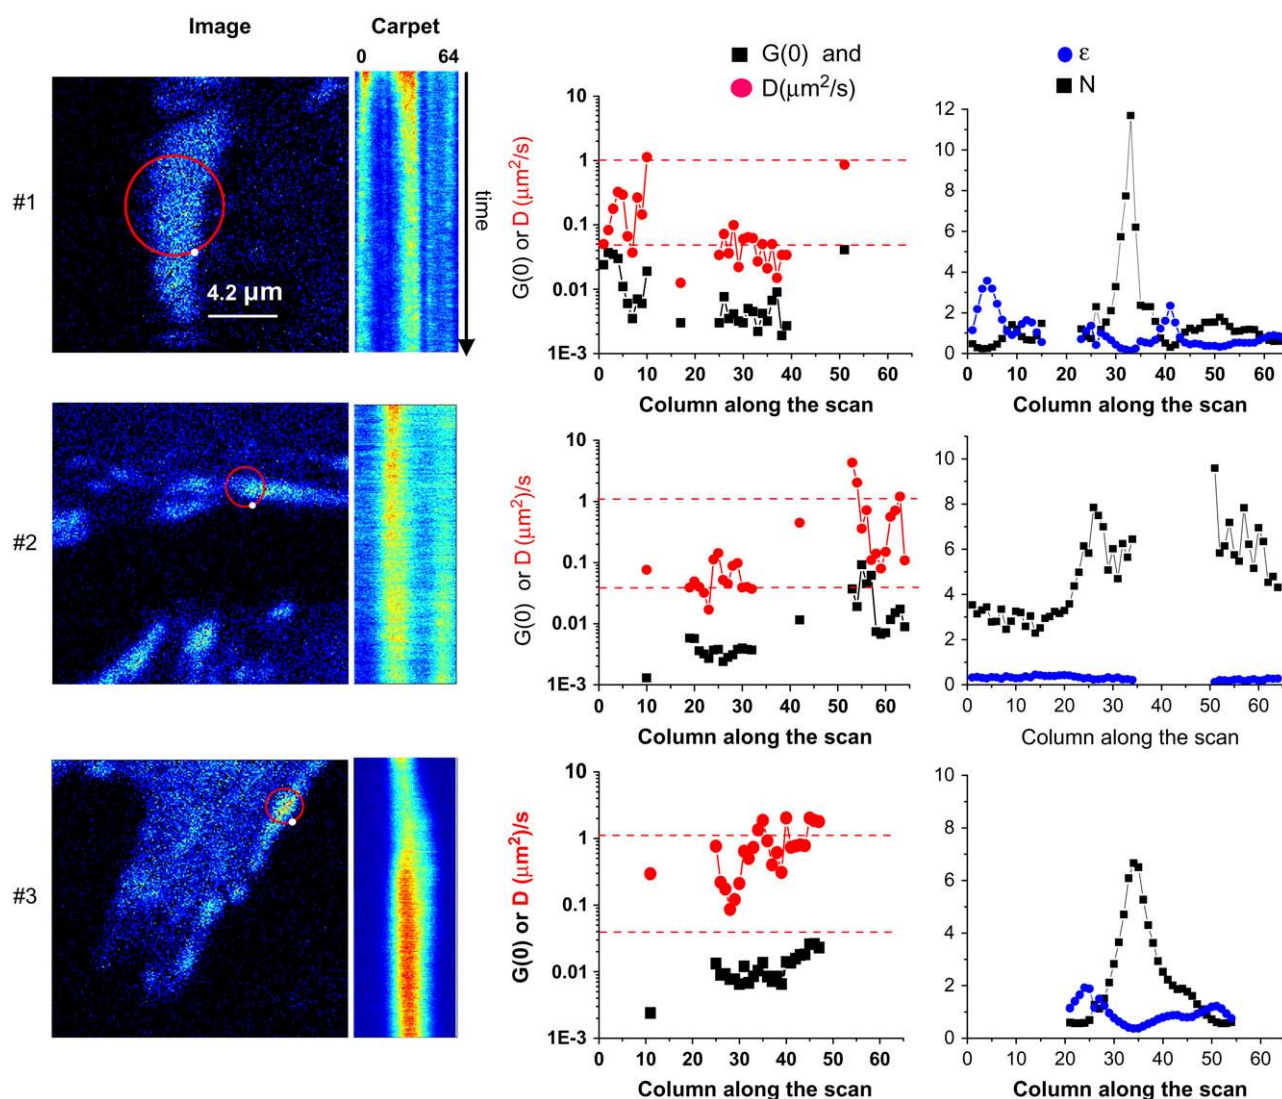 Image
Carpet
0 64
time
#1
4.2 µm
G(0) and
D(µm²/s)
ε
N
G(0) or D (µm²/s)
10
1
0.1
0.01
1E-3
0 10 20 30 40 50 60
Column along the scan
12
10
8
6
4
2
0
0 10 20 30 40 50 60
Column along the scan
#2
G(0) or D (µm²)/s
10
1
0.1
0.01
1E-3
0 10 20 30 40 50 60
Column along the scan
10
8
6
4
2
0
0 10 20 30 40 50 60
Column along the scan
#3
G(0) or D (µm²)/s
10
1
0.1
0.01
1E-3
0 10 20 30 40 50 60
Column along the scan
10
8
6
4
2
0
0 10 20 30 40 50 60
Column along the scan